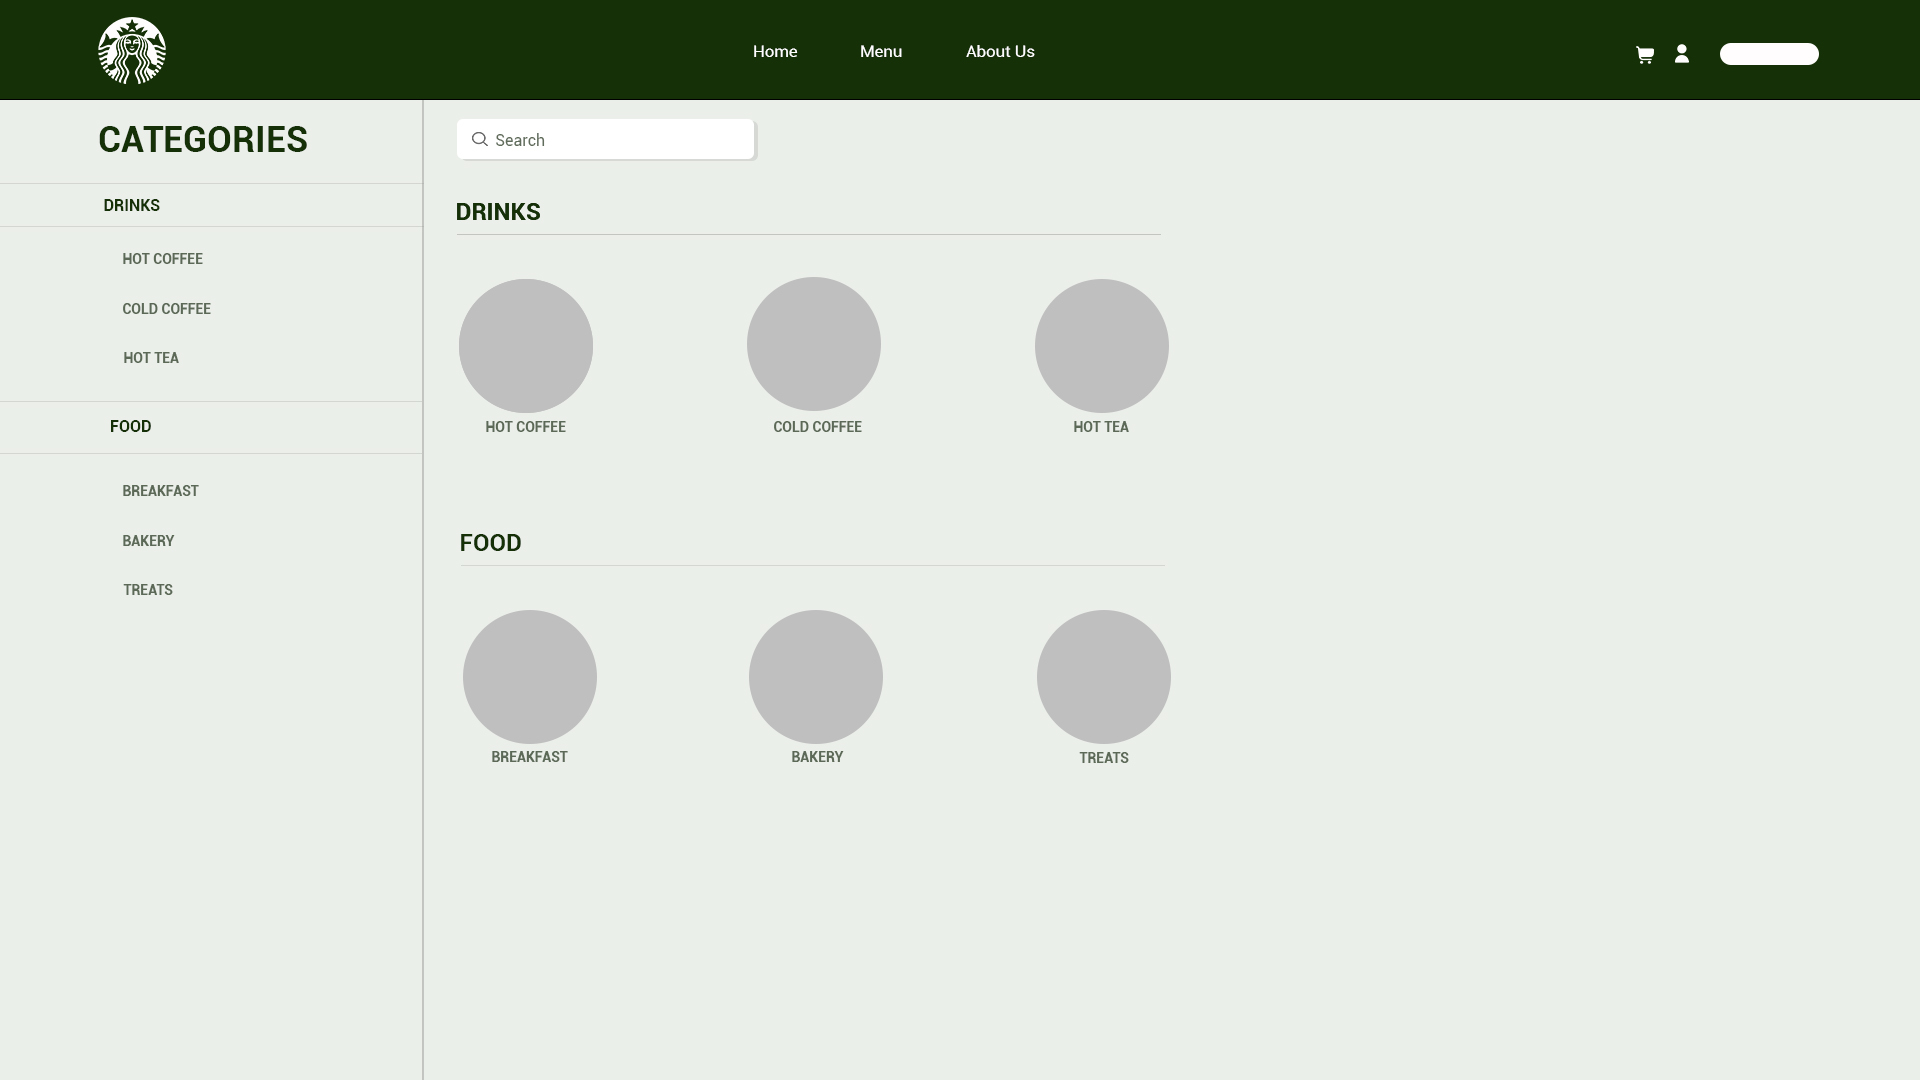 Home
Menu
About Us
CATEGORIES
DRINKS
HOT COFFEE
COLD COFFEE
HOT TEA
FOOD
BREAKFAST
BAKERY
TREATS
Search
DRINKS
HOT COFFEE
COLD COFFEE
HOT TEA
FOOD
BREAKFAST
BAKERY
TREATS